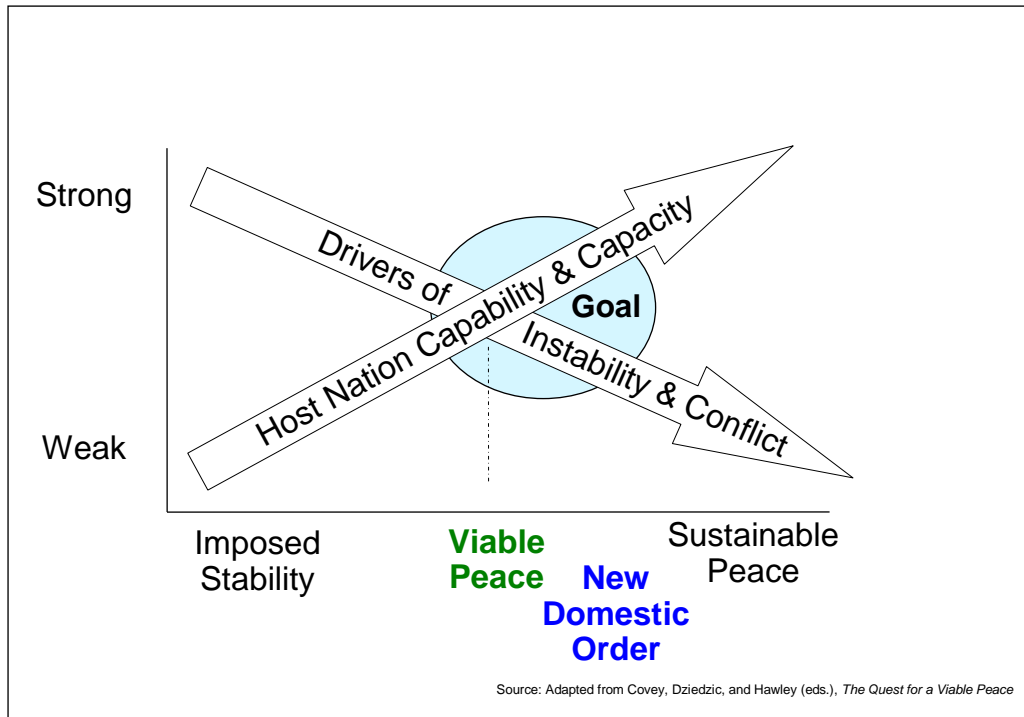 Strong
Drivers of
Instability & Conflict
Host Nation Capability & Capacity
Goal
Weak
Imposed
Stability
Viable
Peace
New
Domestic
Order
Sustainable
Peace
Source: Adapted from Covey, Dziedzic, and Hawley (eds.), The Quest for a Viable Peace